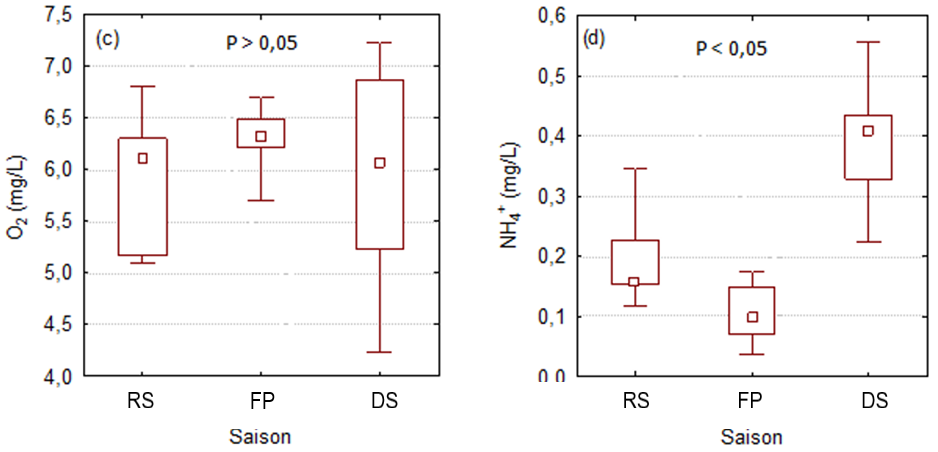 (c)
P > 0,05
O₂ (mg/L)
7,5
7,0
6,5
6,0
5,5
5,0
4,5
4,0
RS FP DS
Saison
(d)
P < 0,05
NH₄⁺ (mg/L)
0,6
0,5
0,4
0,3
0,2
0,1
0,0
RS FP DS
Saison